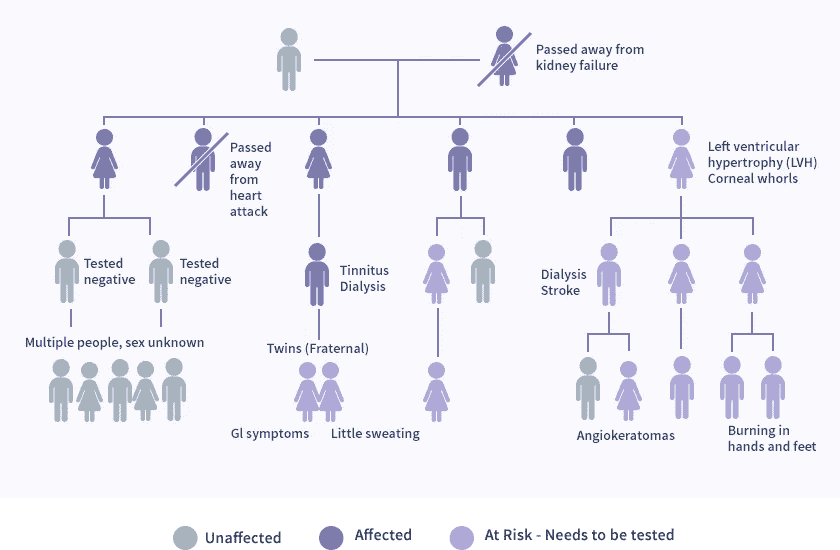 Passed away from
kidney failure
Passed
away
from
heart
attack
Left ventricular
hypertrophy (LVH)
Corneal whorls
Tested
negative
Tested
negative
Tinnitus
Dialysis
Dialysis
Stroke
Multiple people, sex unknown
Twins (Fraternal)
GI symptoms
Little sweating
Angiokeratomas
Burning in
hands and feet
Unaffected
Affected
At Risk - Needs to be tested